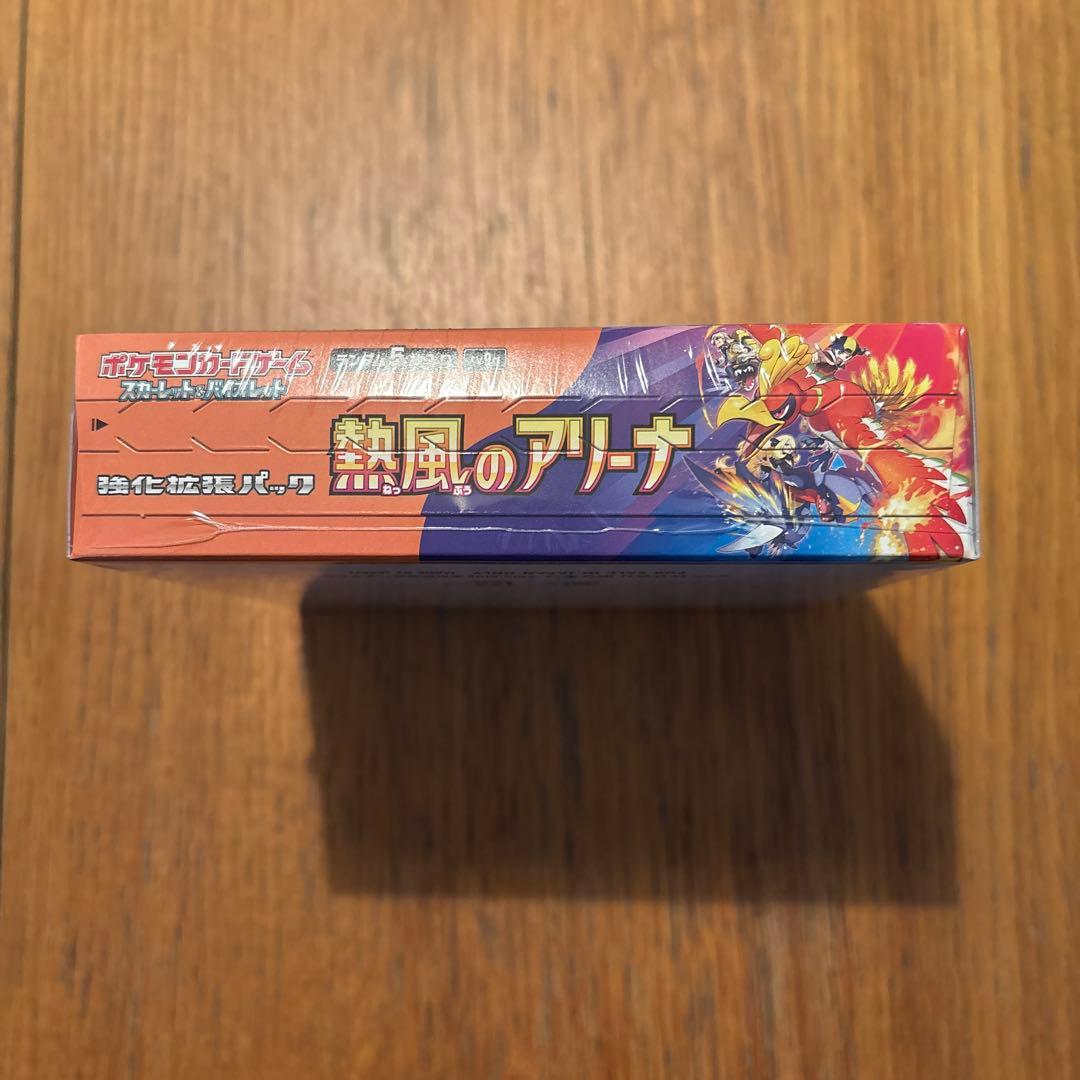 ポケモンカードゲーム
スカーレット&バイオレット
強化拡張パック
熱風のアリーナ
ねっ ぷう